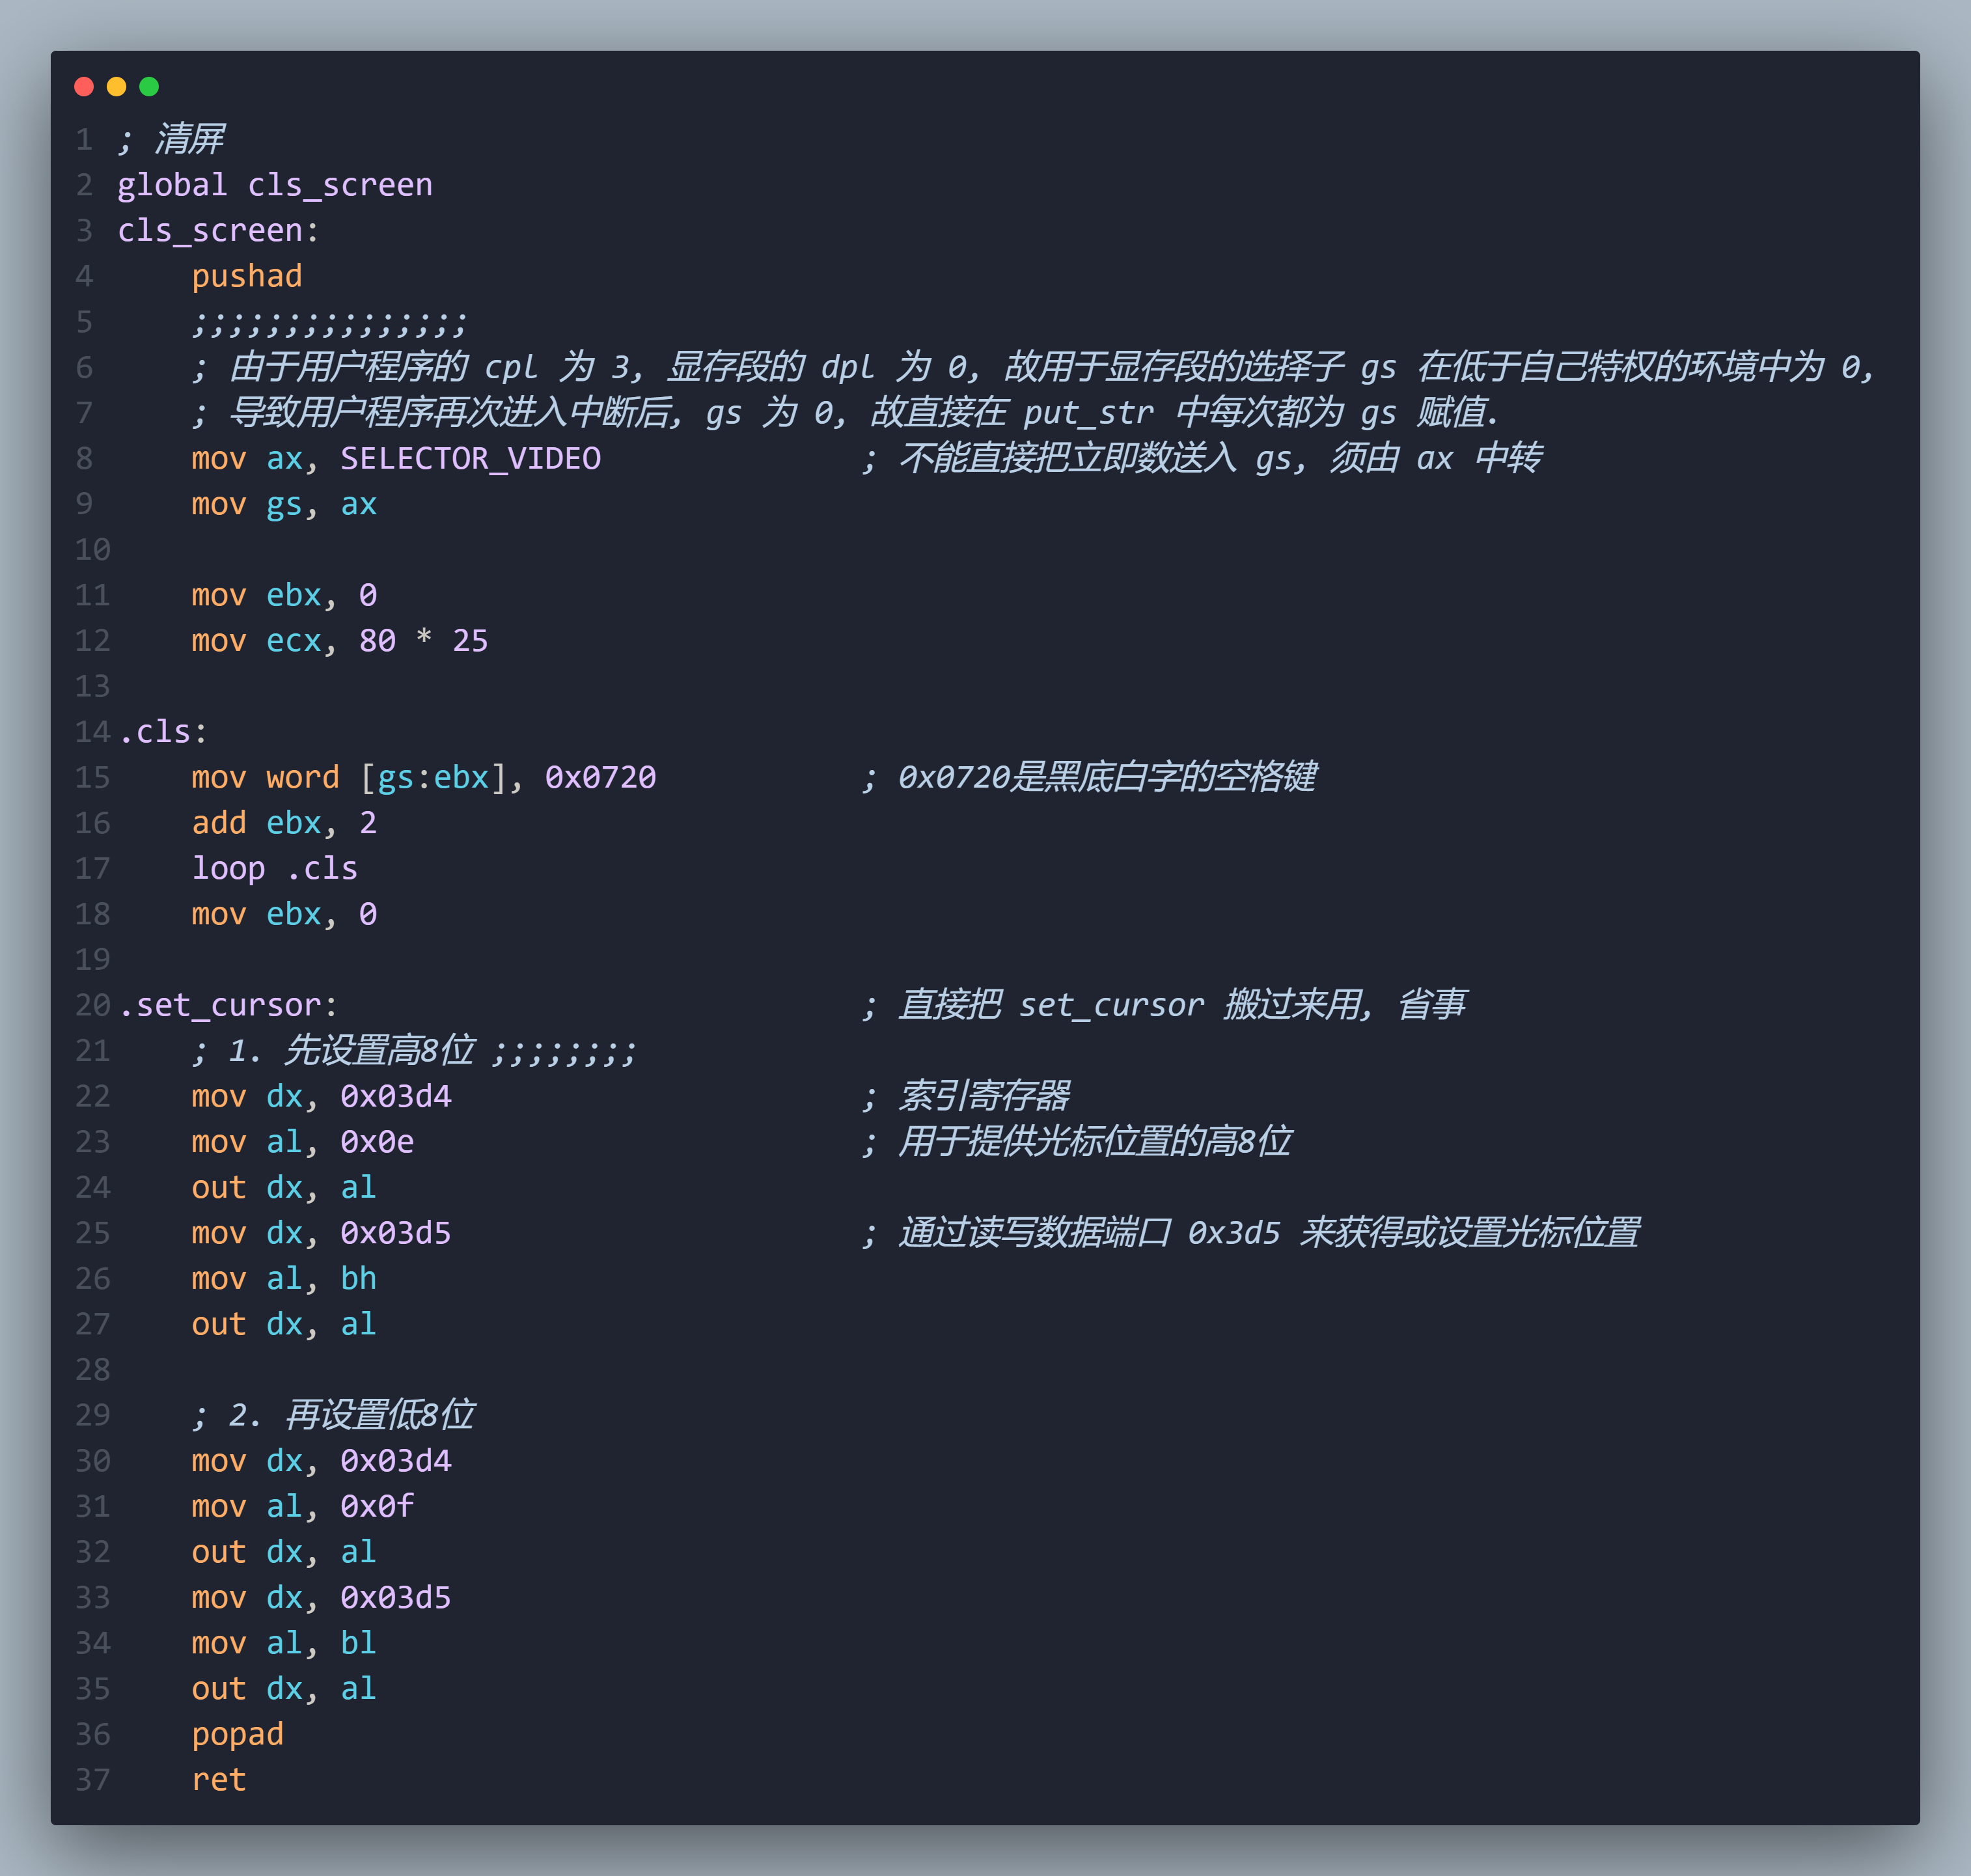 1 ; 清屏
2 global cls_screen
3 cls_screen:
4     pushad
5     ;;;;;;;;;;;;;;;
6     ; 由于用户程序的 cpl 为 3, 显存段的 dpl 为 0, 故用于显存段的选择子 gs 在低于自己特权的环境中为 0,
7     ; 导致用户程序再次进入中断后, gs 为 0, 故直接在 put_str 中每次都为 gs 赋值.
8     mov ax, SELECTOR_VIDEO              ; 不能直接把立即数送入 gs, 须由 ax 中转
9     mov gs, ax
10
11     mov ebx, 0
12     mov ecx, 80 * 25
13
14 .cls:
15     mov word [gs:ebx], 0x0720           ; 0x0720是黑底白字的空格键
16     add ebx, 2
17     loop .cls
18     mov ebx, 0
19
20 .set_cursor:                            ; 直接把 set_cursor 搬过来用, 省事
21     ; 1. 先设置高8位 ;;;;;;;;
22     mov dx, 0x03d4                      ; 索引寄存器
23     mov al, 0x0e                        ; 用于提供光标位置的高8位
24     out dx, al
25     mov dx, 0x03d5                      ; 通过读写数据端口 0x3d5 来获得或设置光标位置
26     mov al, bh
27     out dx, al
28
29     ; 2. 再设置低8位
30     mov dx, 0x03d4
31     mov al, 0x0f
32     out dx, al
33     mov dx, 0x03d5
34     mov al, bl
35     out dx, al
36     popad
37     ret